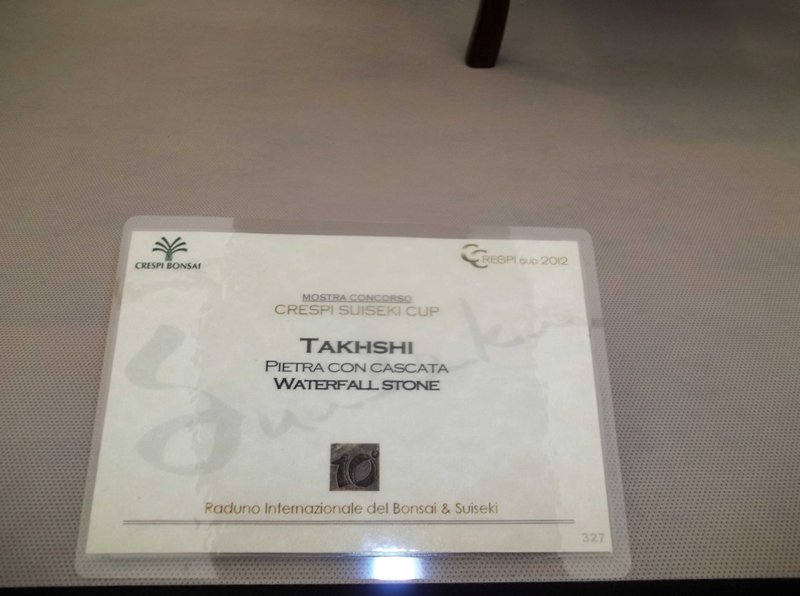 CRESPI BONSAI
CRESPI cup 2012
MOSTRA CONCORSO
CRESPI SUISEKI CUP
TAKHSHI
PIETRA CON CASCATA
WATERFALL STONE
10°
Raduno Internazionale del Bonsai & Suiseki
327